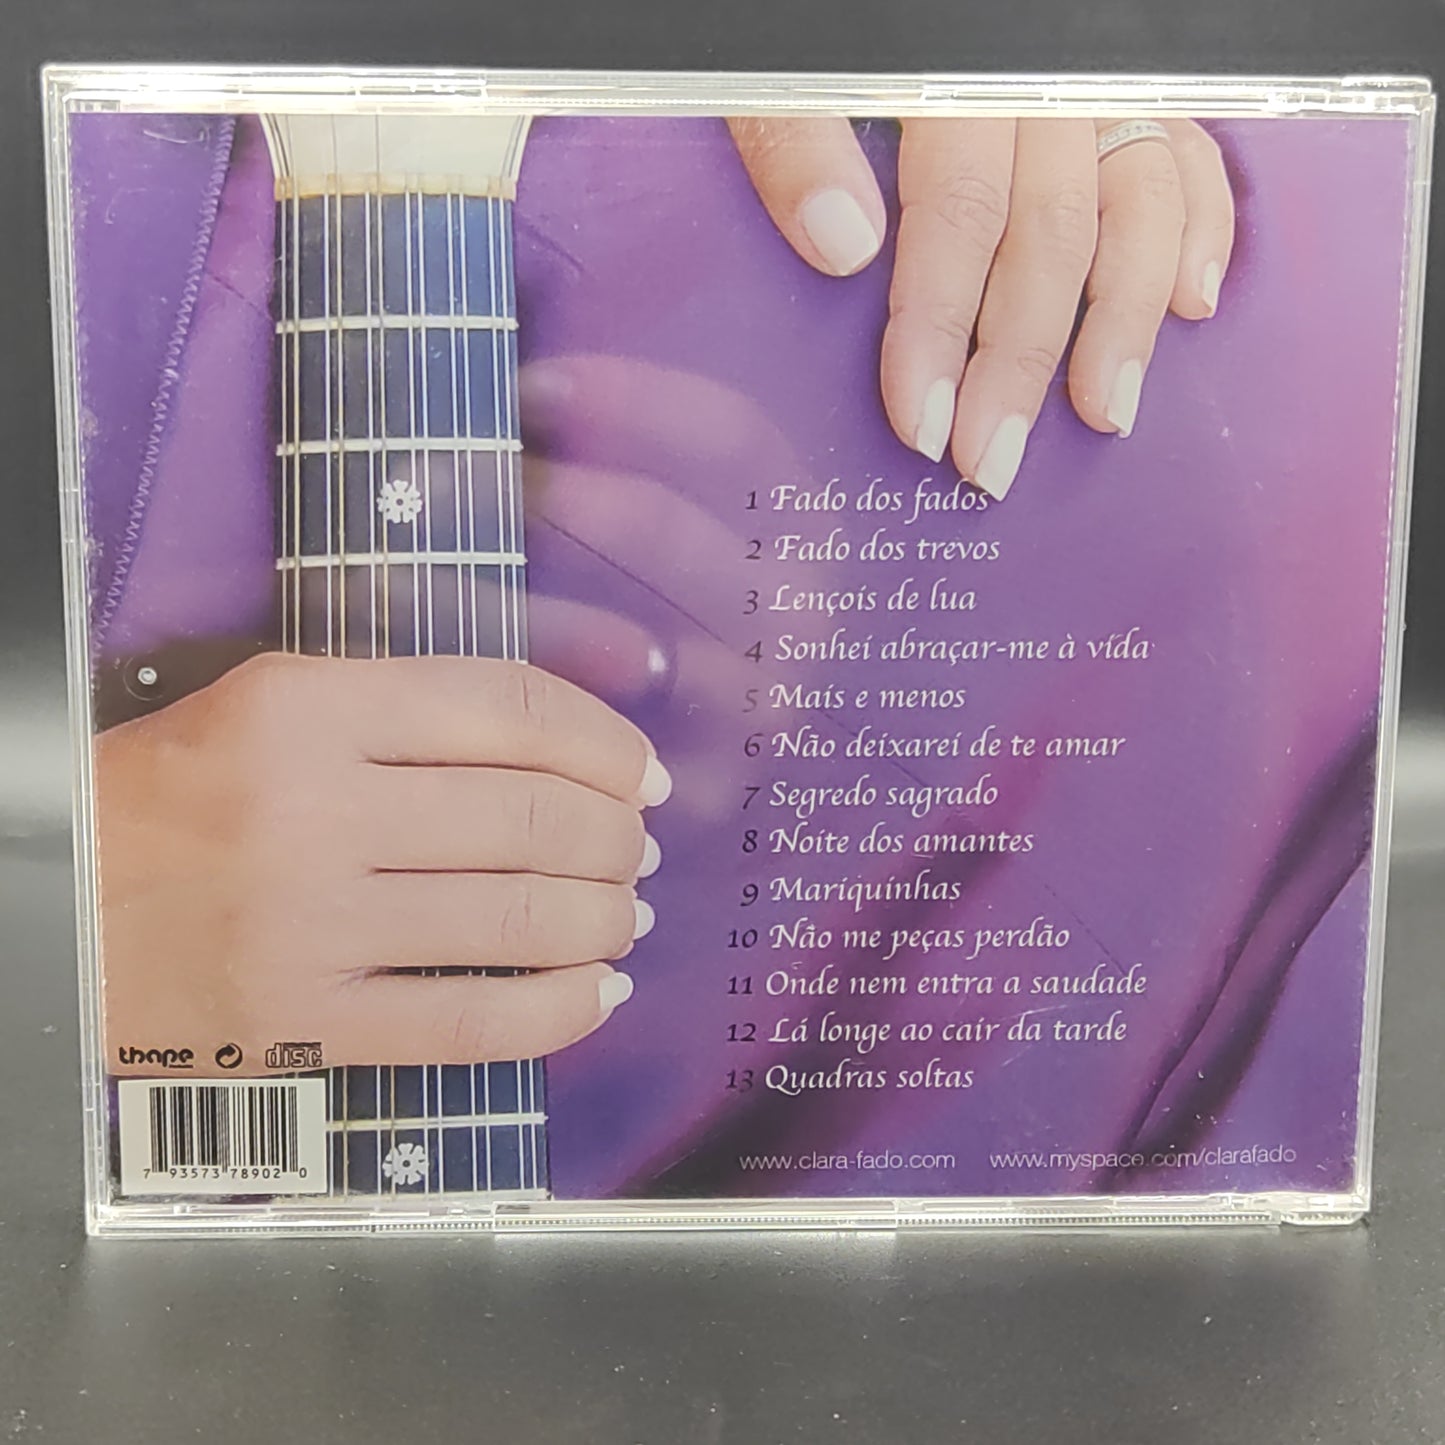 1 Fado dos fados
2 Fado dos trevos
3 Lençois de lua
4 Sonhei abraçar-me à vida
5 Mais e menos
6 Não deixarei de te amar
7 Segredo sagrado
8 Noite dos amantes
9 Mariquinhas
10 Não me peças perdão
11 Onde nem entra a saudade
12 Lá longe ao cair da tarde
13 Quadras soltas
thape disc
7 93573 78902 0
www.clara-fado.com www.myspace.com/clarafado